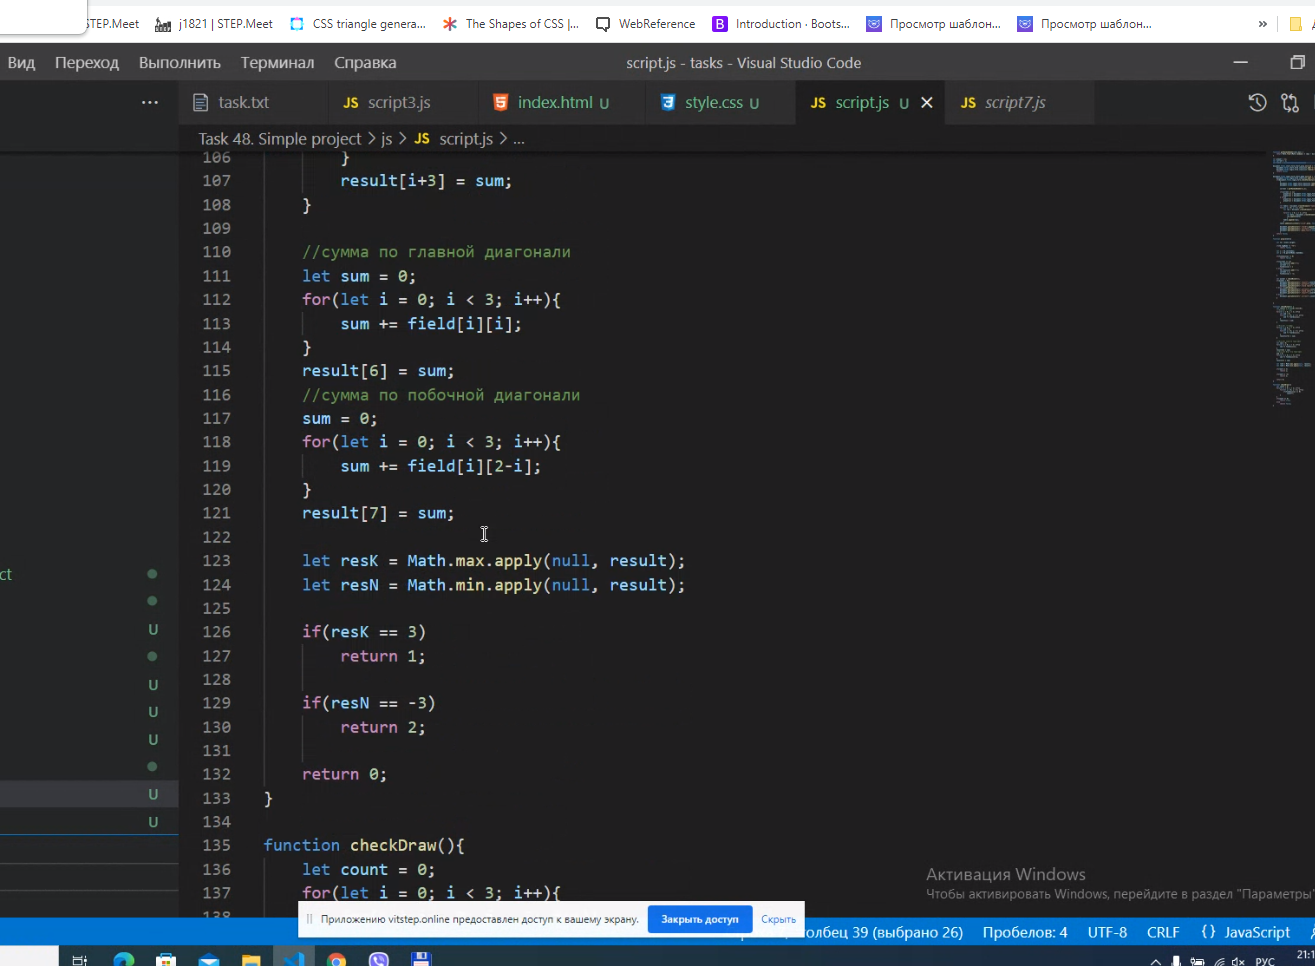 STEP.Meet j1821 | STEP.Meet CSS triangle genera... The Shapes of CSS |... WebReference Introduction · Boots... Просмотр шаблон... Просмотр шаблон... »
Вид Переход Выполнить Терминал Справка script.js - tasks - Visual Studio Code
task.txt JS script3.js index.html U style.css U JS script.js U JS script7.js
Task 48. Simple project > js > JS script.js > ...
106 }
107 result[i+3] = sum;
108 }
109
110 //сумма по главной диагонали
111 let sum = 0;
112 for(let i = 0; i < 3; i++){
113 sum += field[i][i];
114 }
115 result[6] = sum;
116 //сумма по побочной диагонали
117 sum = 0;
118 for(let i = 0; i < 3; i++){
119 sum += field[i][2-i];
120 }
121 result[7] = sum;
122
123 let resK = Math.max.apply(null, result);
124 let resN = Math.min.apply(null, result);
125
126 if(resK == 3)
127 return 1;
128
129 if(resN == -3)
130 return 2;
131
132 return 0;
133 }
134
135 function checkDraw(){
136 let count = 0;
137 for(let i = 0; i < 3; i++){
138
ct
U
U
U
U
U
U
Активация Windows
Чтобы активировать Windows, перейдите в раздел "Параметры"
Приложению vitstep.online предоставлен доступ к вашему экрану. Закрыть доступ Скрыть
39 (выбрано 26) Пробелов: 4 UTF-8 CRLF {} JavaScript
РУС